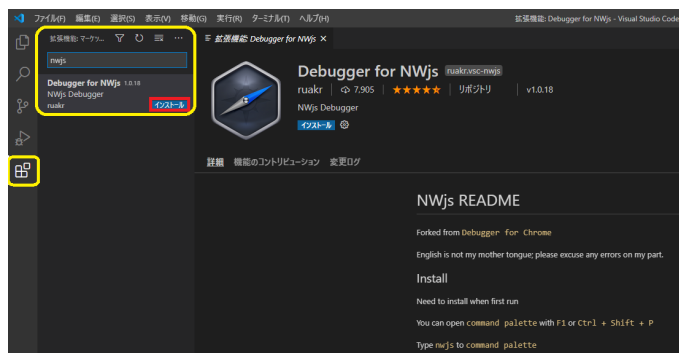 ファイル(F) 編集(E) 選択(S) 表示(V) 移動(G) 実行(R) ターミナル(T) ヘルプ(H) 拡張機能: Debugger for NWjs - Visual Studio Code
拡張機能: マーケッ...
拡張機能: Debugger for NWjs
nwjs
Debugger for NWjs 1.0.18
NWjs Debugger
ruakr インストール
Debugger for NWjs ruakr.vsc-nwjs
ruakr 7,905 ★★★★★ リポジトリ v1.0.18
NWjs Debugger
インストール
詳細 機能のコントリビューション 変更ログ
NWjs README
Forked from Debugger for Chrome
English is not my mother tongue; please excuse any errors on my part.
Install
Need to install when first run
You can open command palette with F1 or Ctrl + Shift + P
Type nwjs to command palette